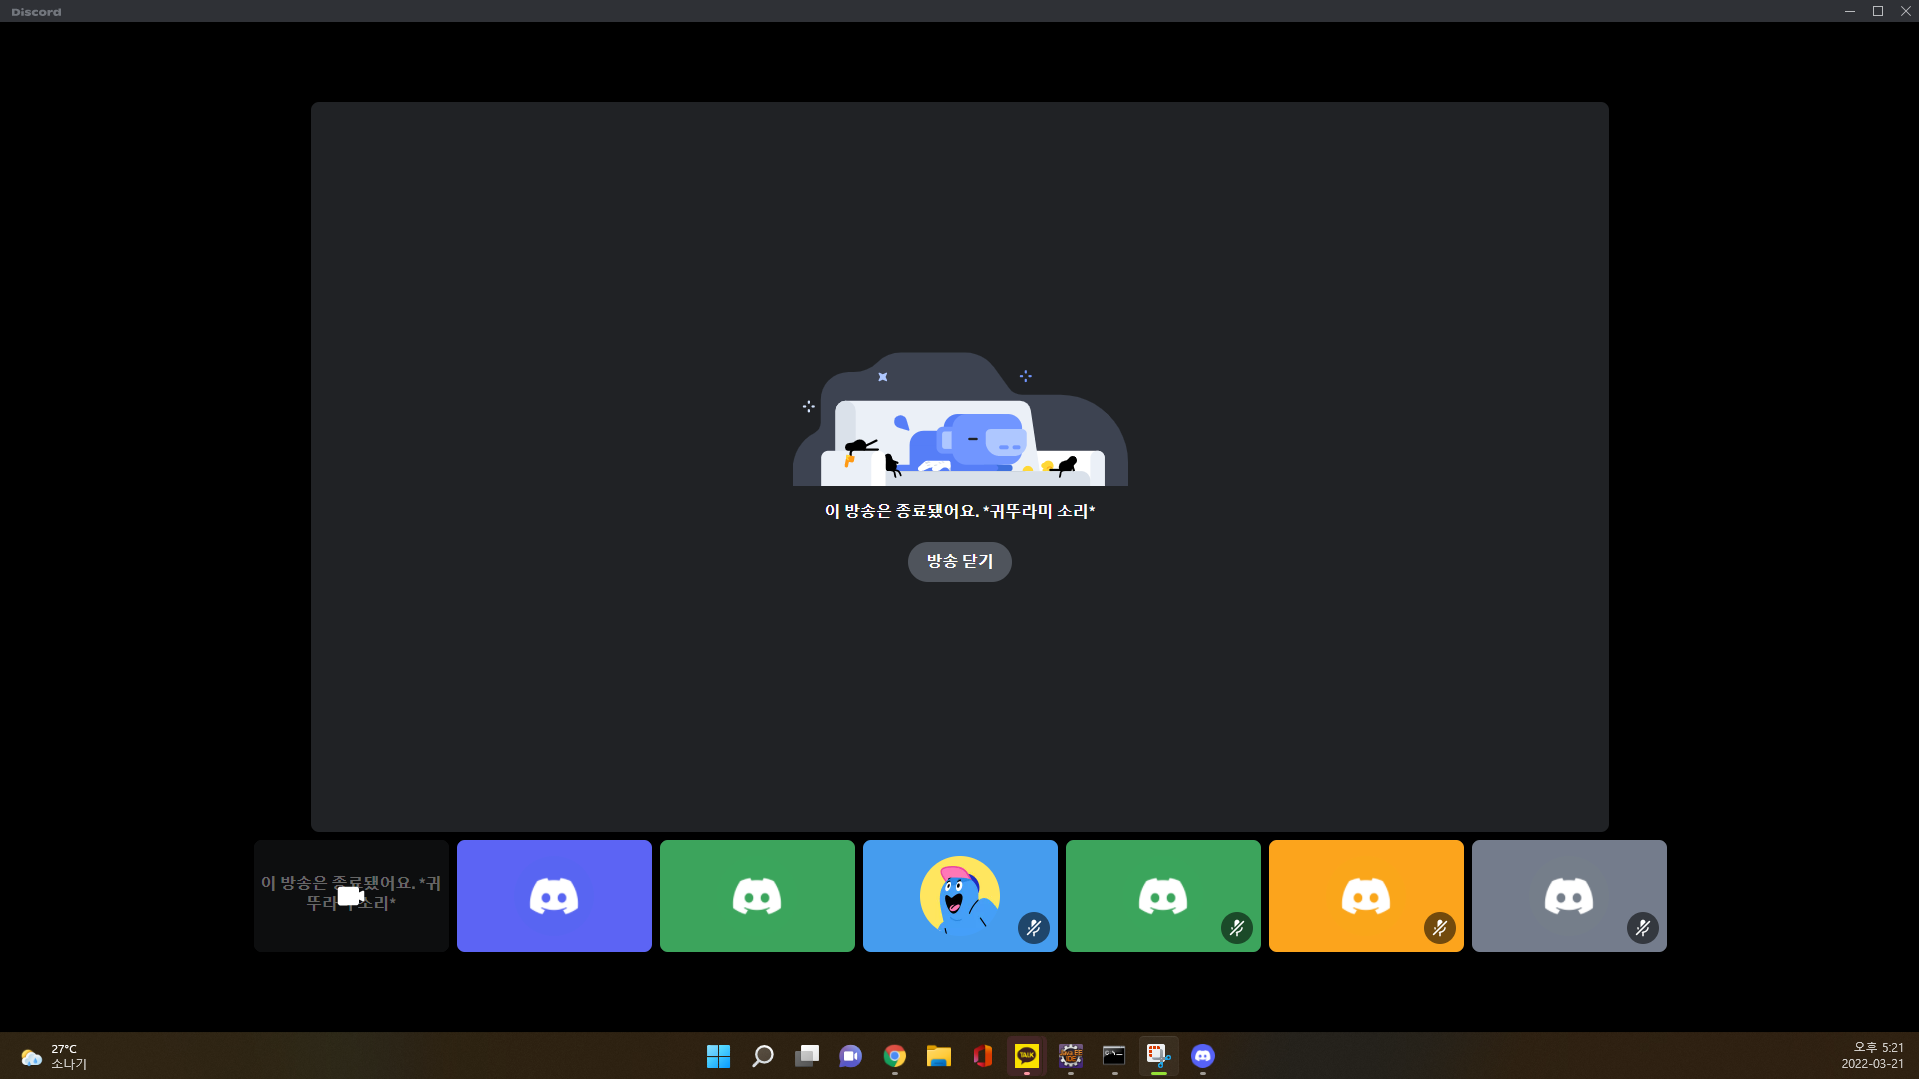 Discord
이 방송은 종료됐어요. *귀뚜라미 소리*
방송 닫기
이 방송은 종료됐어요. *귀
뚜라 소리*
27°C
소나기
TALK
오후 5:21
2022-03-21